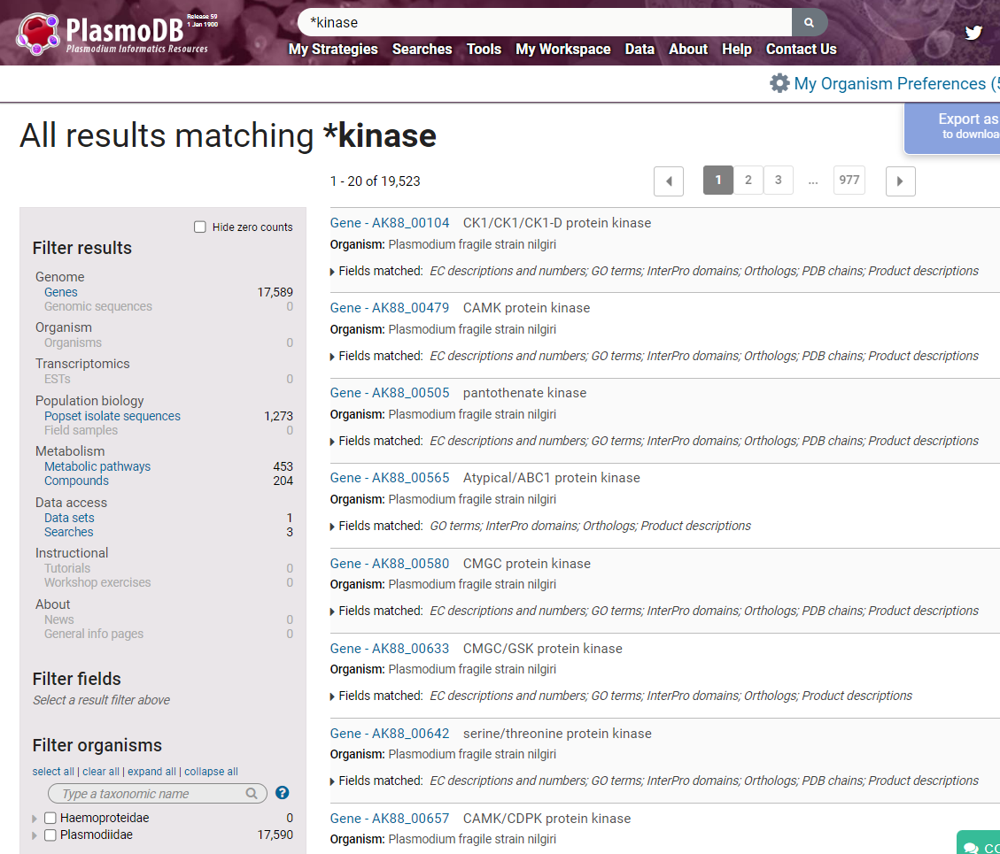 PlasmoDB
Release 59
1 Jan 1900
Plasmodium Informatics Resources
*kinase
My Strategies Searches Tools My Workspace Data About Help Contact Us
My Organism Preferences (5
All results matching *kinase
Export as
to downloa
1 - 20 of 19,523
1 2 3 ... 977
Hide zero counts
Filter results
Genome
Genes 17,589
Genomic sequences 0
Organism
Organisms 0
Transcriptomics
ESTs 0
Population biology
Popset isolate sequences 1,273
Field samples 0
Metabolism
Metabolic pathways 453
Compounds 204
Data access
Data sets 1
Searches 3
Instructional
Tutorials 0
Workshop exercises 0
About
News 0
General info pages 0
Filter fields
Select a result filter above
Filter organisms
select all | clear all | expand all | collapse all
Type a taxonomic name ?
Haemoproteidae 0
Plasmodiidae 17,590
Gene - AK88_00104 CK1/CK1/CK1-D protein kinase
Organism: Plasmodium fragile strain nilgiri
Fields matched: EC descriptions and numbers; GO terms; InterPro domains; Orthologs; PDB chains; Product descriptions
Gene - AK88_00479 CAMK protein kinase
Organism: Plasmodium fragile strain nilgiri
Fields matched: EC descriptions and numbers; GO terms; InterPro domains; Orthologs; PDB chains; Product descriptions
Gene - AK88_00505 pantothenate kinase
Organism: Plasmodium fragile strain nilgiri
Fields matched: EC descriptions and numbers; GO terms; InterPro domains; Orthologs; PDB chains; Product descriptions
Gene - AK88_00565 Atypical/ABC1 protein kinase
Organism: Plasmodium fragile strain nilgiri
Fields matched: GO terms; InterPro domains; Orthologs; Product descriptions
Gene - AK88_00580 CMGC protein kinase
Organism: Plasmodium fragile strain nilgiri
Fields matched: EC descriptions and numbers; GO terms; InterPro domains; Orthologs; PDB chains; Product descriptions
Gene - AK88_00633 CMGC/GSK protein kinase
Organism: Plasmodium fragile strain nilgiri
Fields matched: EC descriptions and numbers; GO terms; InterPro domains; Orthologs; Product descriptions
Gene - AK88_00642 serine/threonine protein kinase
Organism: Plasmodium fragile strain nilgiri
Fields matched: EC descriptions and numbers; GO terms; InterPro domains; Orthologs; PDB chains; Product descriptions
Gene - AK88_00657 CAMK/CDPK protein kinase
Organism: Plasmodium fragile strain nilgiri
CO